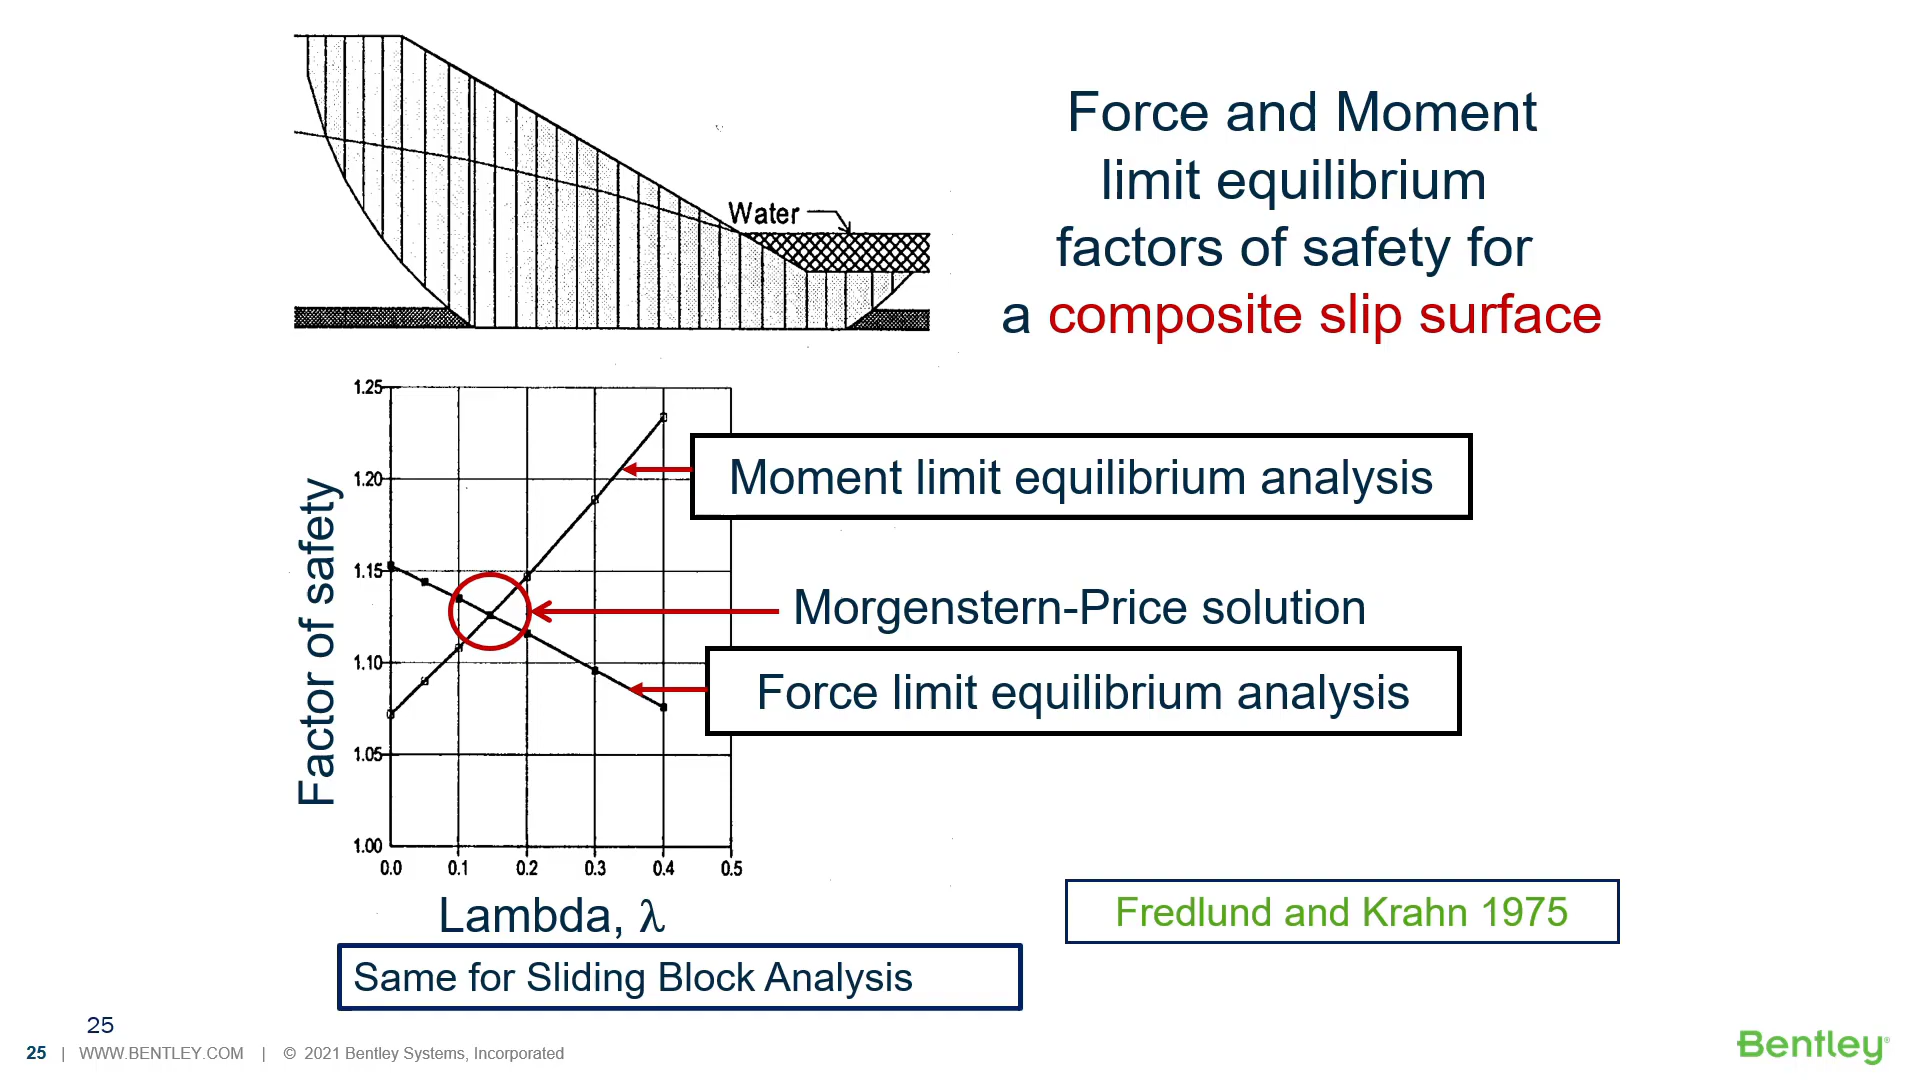 Force and Moment
limit equilibrium
factors of safety for
a composite slip surface
Water
1.25
1.20
1.15
1.10
1.05
1.00
0.0 0.1 0.2 0.3 0.4 0.5
Factor of safety
Lambda, λ
Moment limit equilibrium analysis
Morgenstern-Price solution
Force limit equilibrium analysis
Fredlund and Krahn 1975
Same for Sliding Block Analysis
25
25 | WWW.BENTLEY.COM | © 2021 Bentley Systems, Incorporated
Bentley®